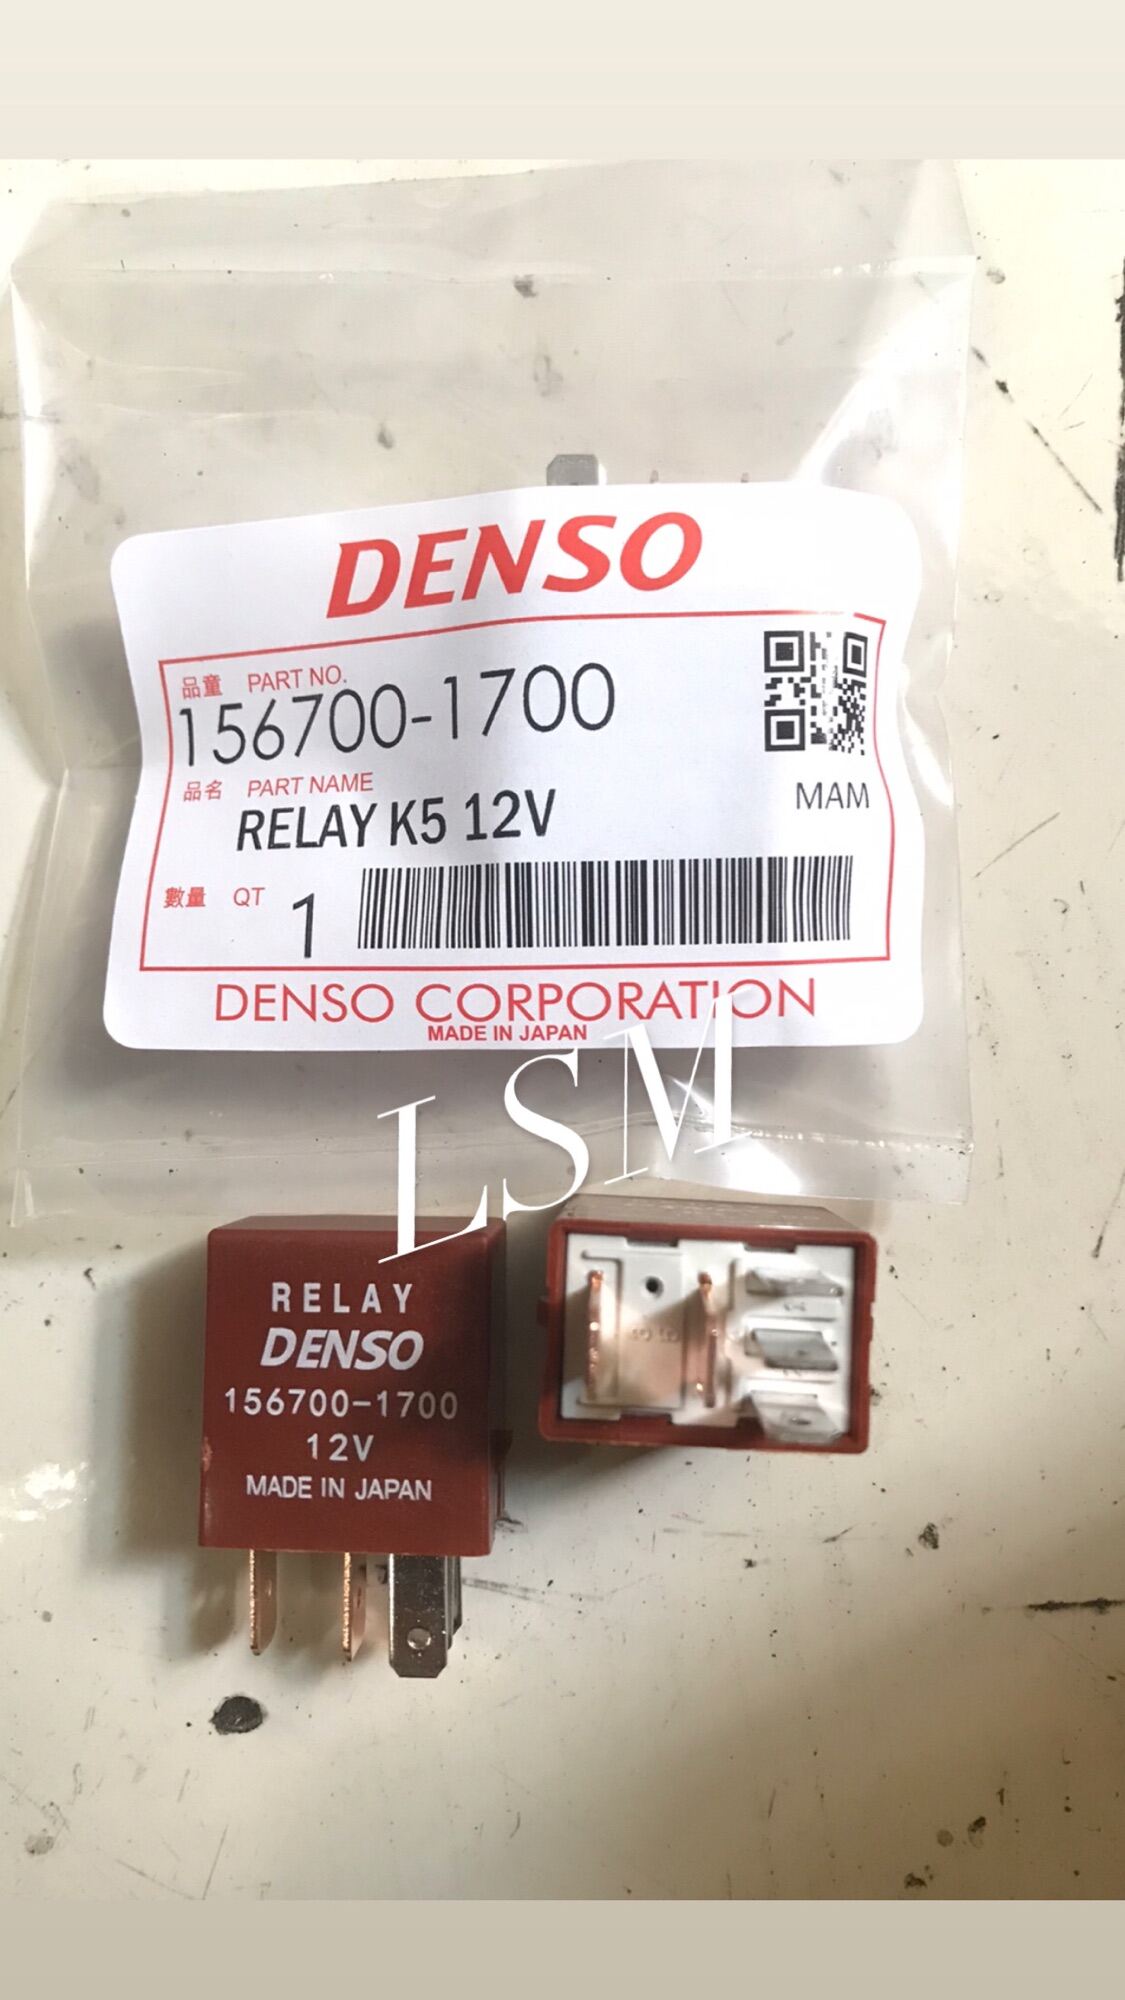 DENSO
品童 PART NO.
156700-1700
品名 PART NAME
RELAY K5 12V
MAM
數量 QT 1
DENSO CORPORATION
MADE IN JAPAN
LSM
RELAY
DENSO
156700-1700
12V
MADE IN JAPAN